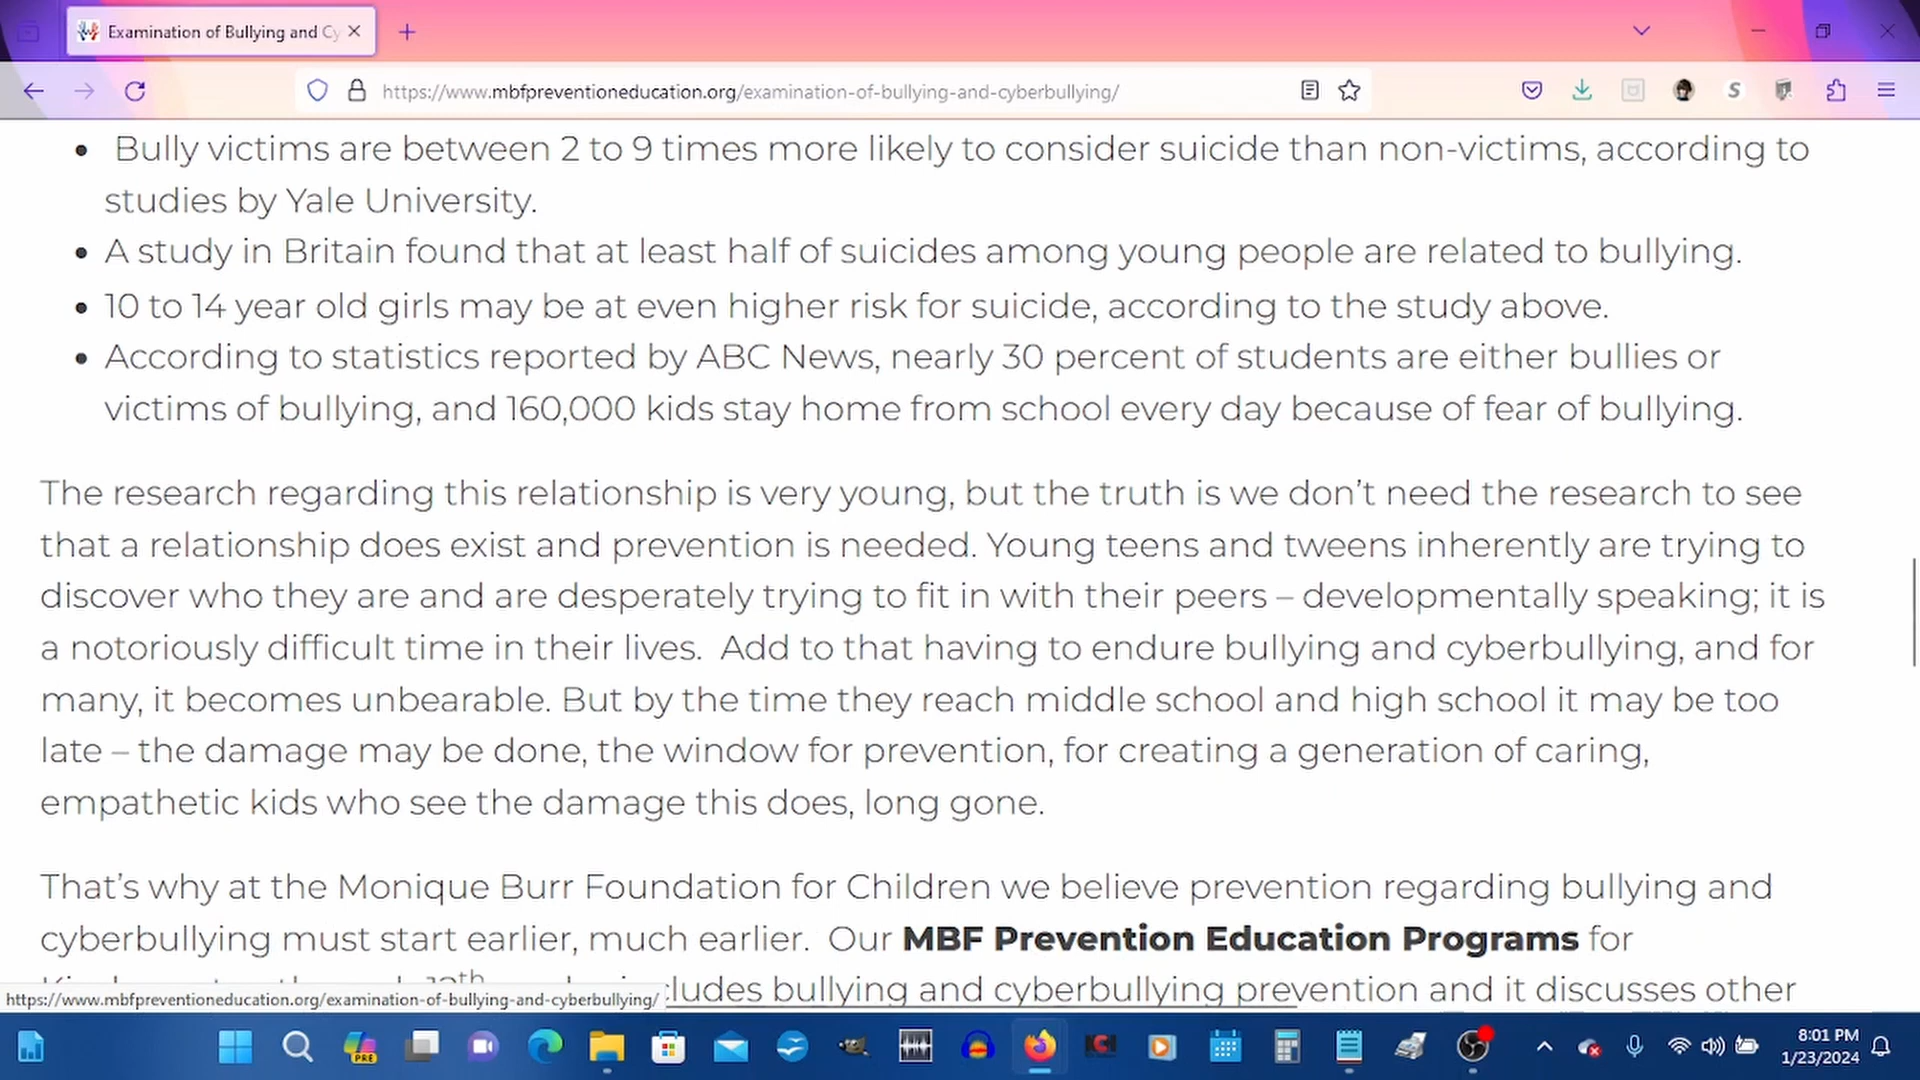 Examination of Bullying and Cy
https://www.mbfpreventioneducation.org/examination-of-bullying-and-cyberbullying/
• Bully victims are between 2 to 9 times more likely to consider suicide than non-victims, according to
studies by Yale University.
• A study in Britain found that at least half of suicides among young people are related to bullying.
• 10 to 14 year old girls may be at even higher risk for suicide, according to the study above.
• According to statistics reported by ABC News, nearly 30 percent of students are either bullies or
victims of bullying, and 160,000 kids stay home from school every day because of fear of bullying.
The research regarding this relationship is very young, but the truth is we don’t need the research to see
that a relationship does exist and prevention is needed. Young teens and tweens inherently are trying to
discover who they are and are desperately trying to fit in with their peers – developmentally speaking; it is
a notoriously difficult time in their lives.  Add to that having to endure bullying and cyberbullying, and for
many, it becomes unbearable. But by the time they reach middle school and high school it may be too
late – the damage may be done, the window for prevention, for creating a generation of caring,
empathetic kids who see the damage this does, long gone.
That’s why at the Monique Burr Foundation for Children we believe prevention regarding bullying and
cyberbullying must start earlier, much earlier.  Our MBF Prevention Education Programs for
cludes bullying and cyberbullying prevention and it discusses other
https://www.mbfpreventioneducation.org/examination-of-bullying-and-cyberbullying/
PRE
8:01 PM
1/23/2024